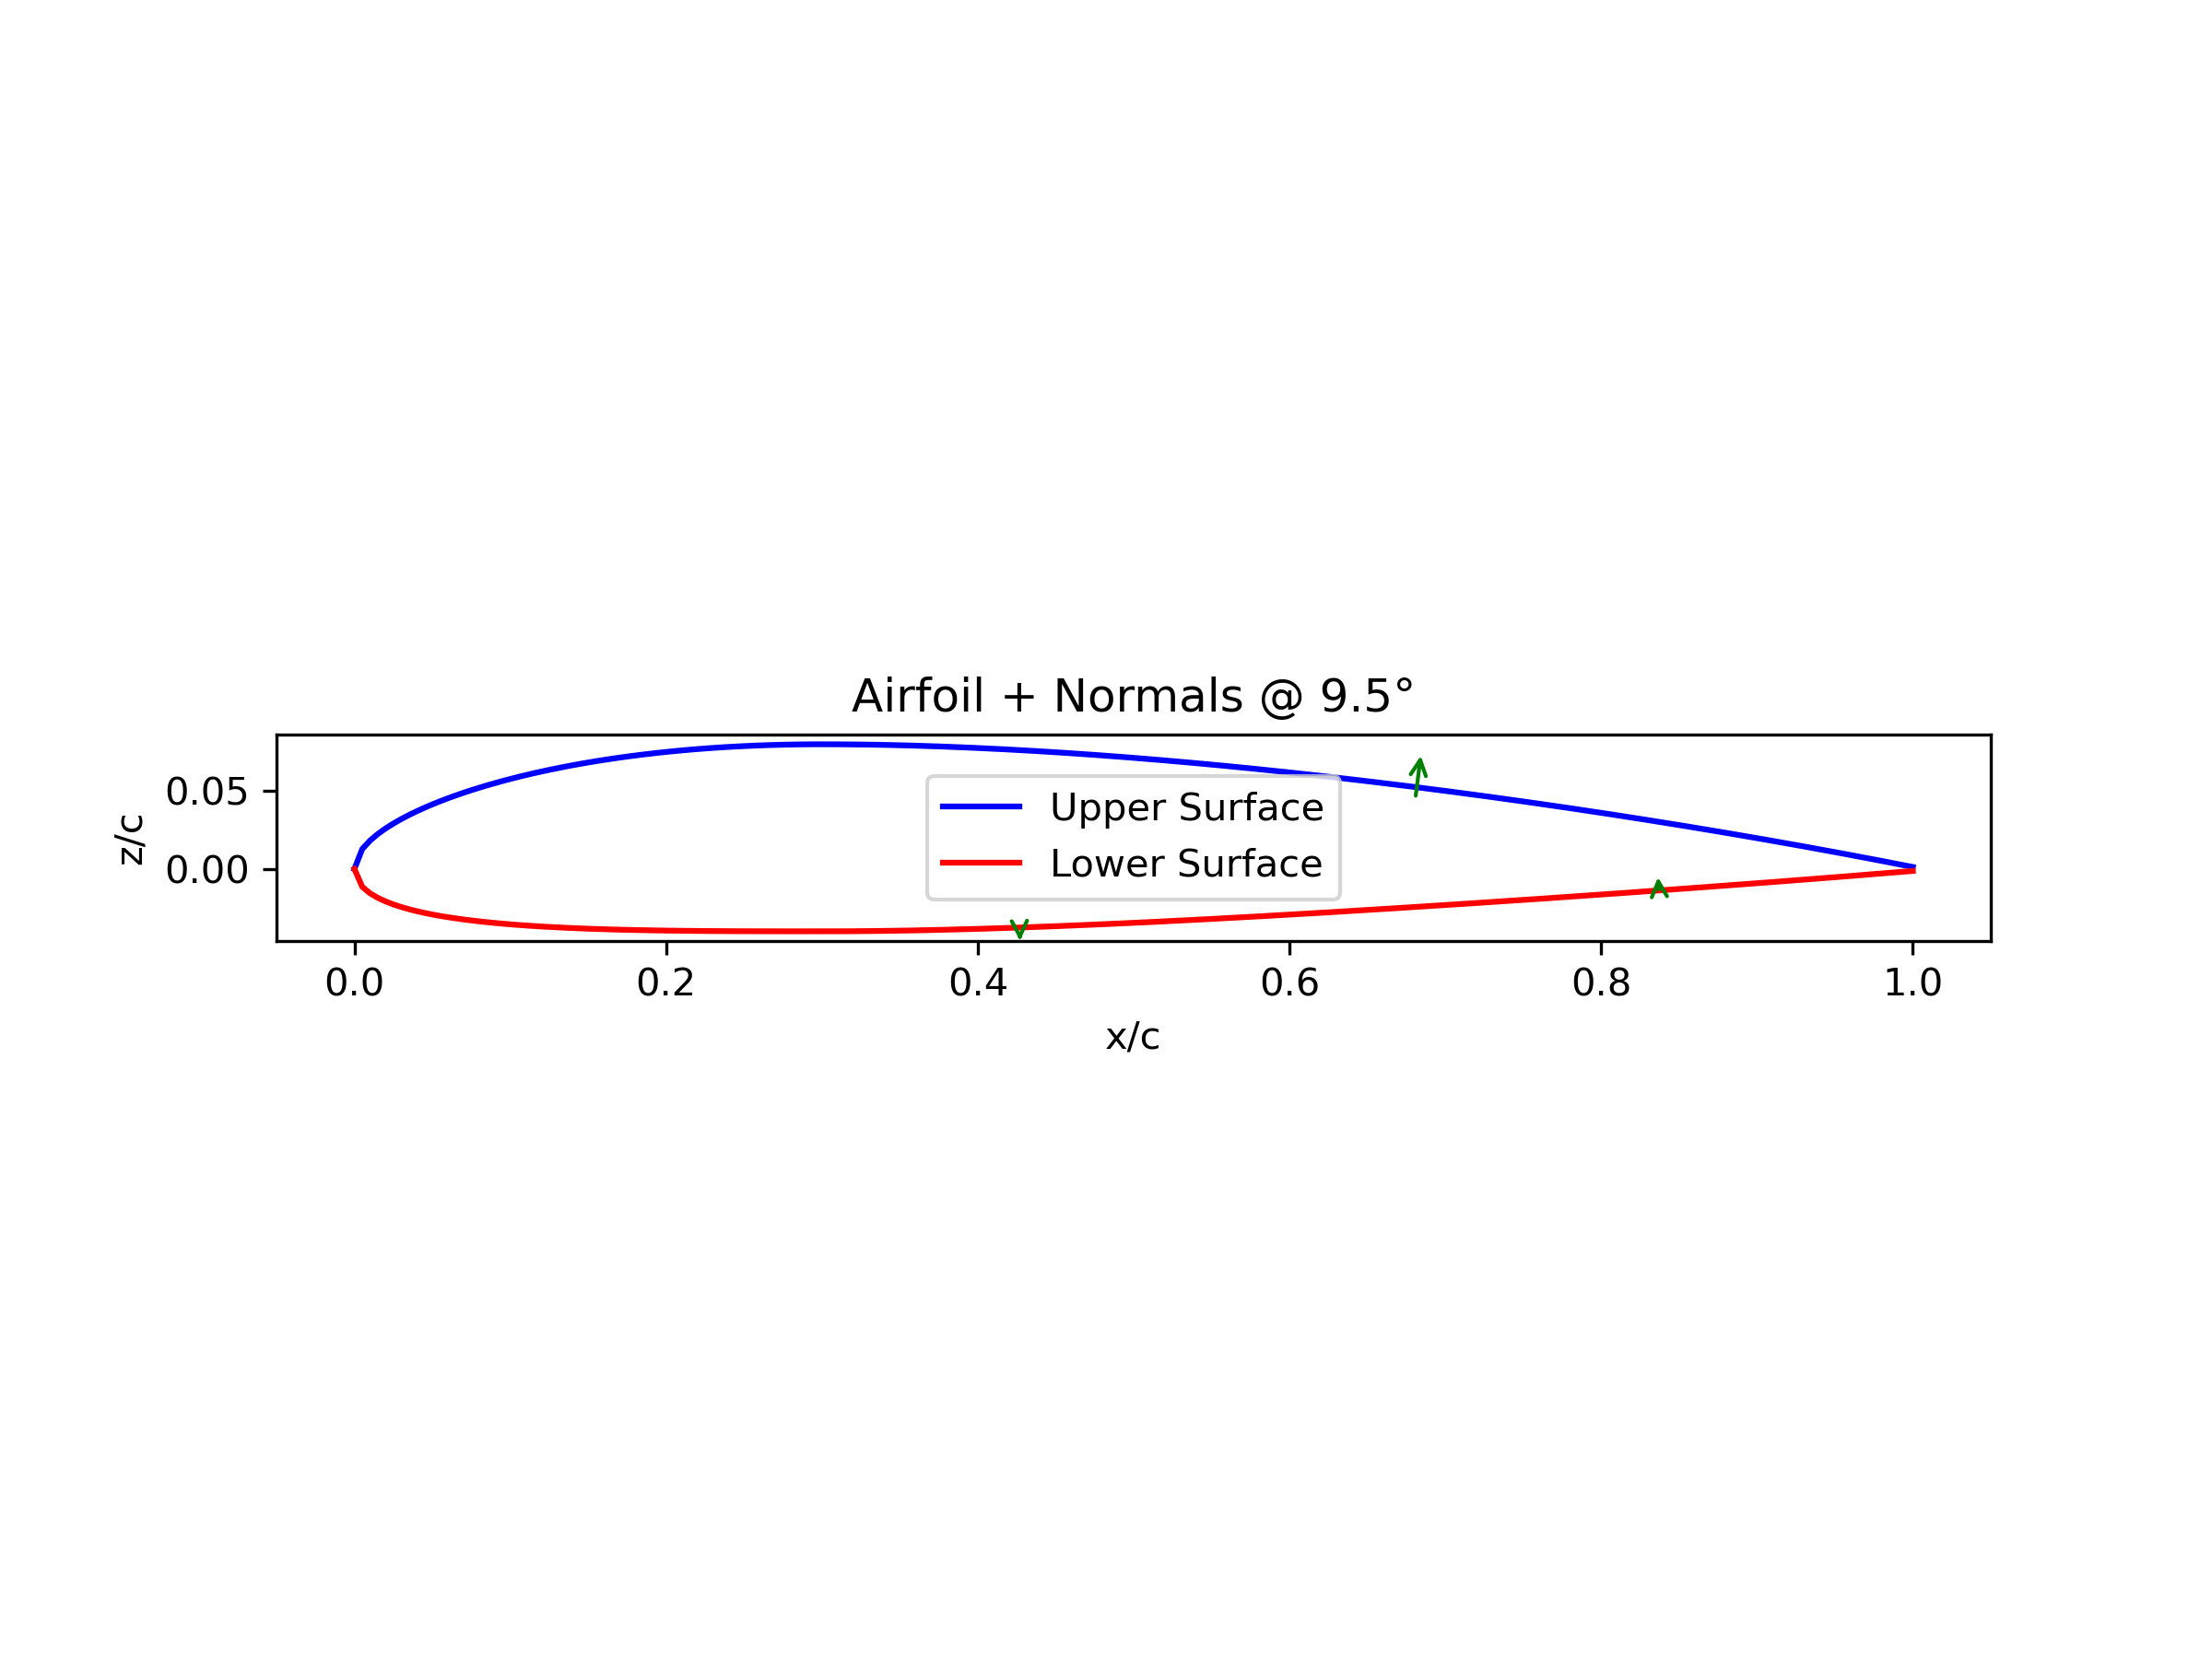 Airfoil + Normals @ 9.5°
z/c
0.05
0.00
Upper Surface
Lower Surface
0.0 0.2 0.4 0.6 0.8 1.0
x/c